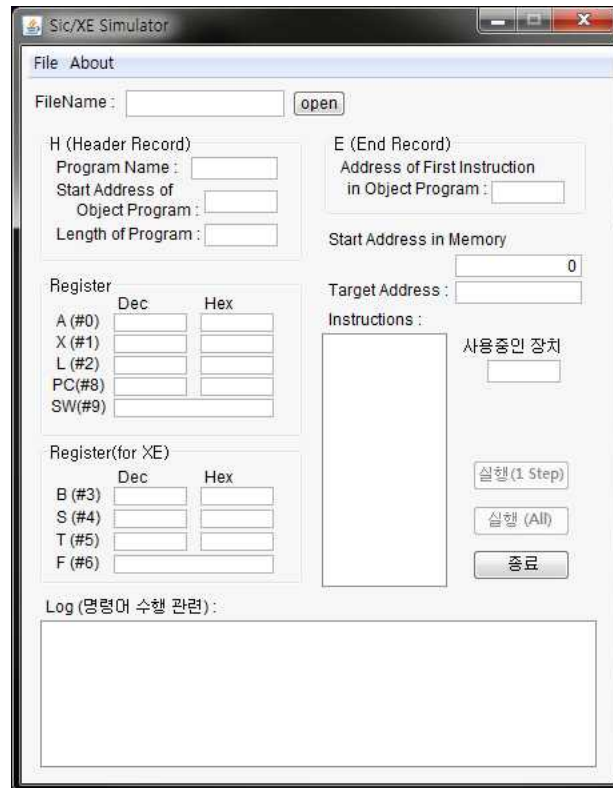 Sic/XE Simulator
File About
FileName : open
H (Header Record)
Program Name :
Start Address of
Object Program :
Length of Program :
E (End Record)
Address of First Instruction
in Object Program :
Start Address in Memory
0
Target Address :
Register
Dec Hex
A (#0)
X (#1)
L (#2)
PC(#8)
SW(#9)
Register(for XE)
Dec Hex
B (#3)
S (#4)
T (#5)
F (#6)
Instructions :
사용중인 장치
실행(1 Step)
실행 (All)
종료
Log (명령어 수행 관련) :